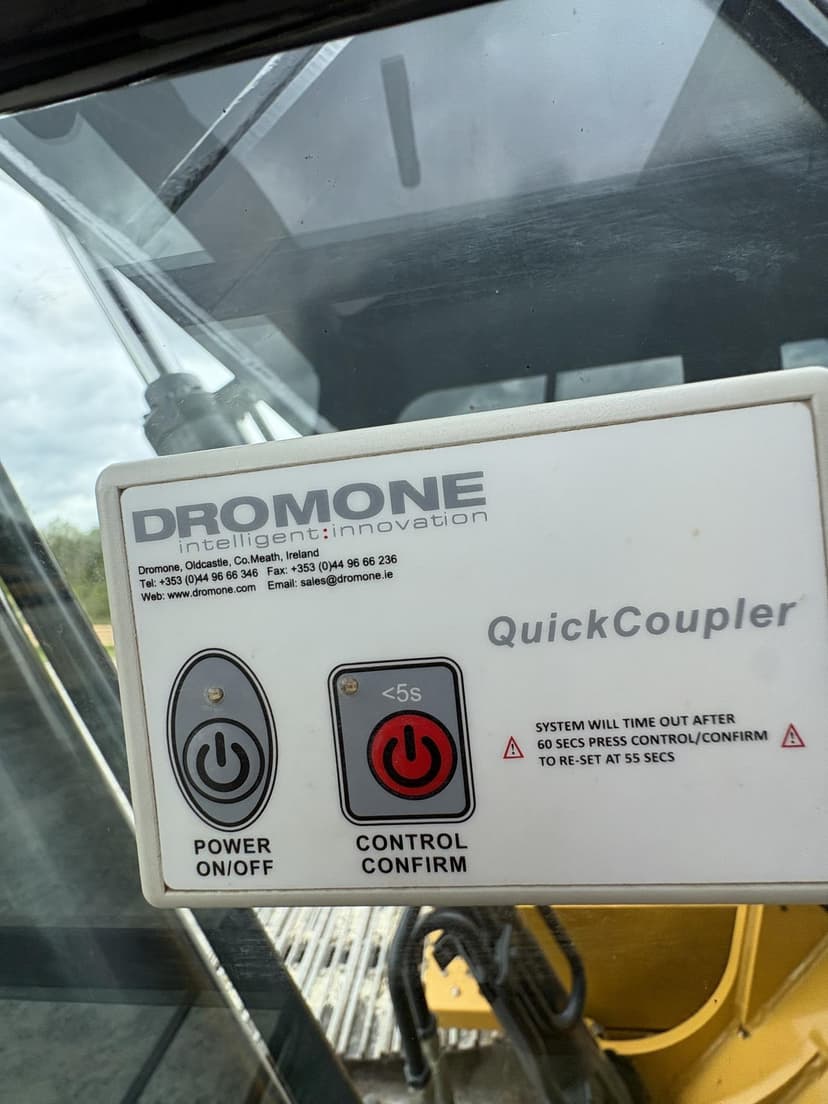 DROMONE
intelligent:innovation
Dromone, Oldcastle, Co.Meath, Ireland
Tel: +353 (0)44 96 66 346 Fax: +353 (0)44 96 66 236
Web: www.dromone.com Email: sales@dromone.ie
QuickCoupler
<5s
SYSTEM WILL TIME OUT AFTER
60 SECS PRESS CONTROL/CONFIRM
TO RE-SET AT 55 SECS
POWER
ON/OFF
CONTROL
CONFIRM